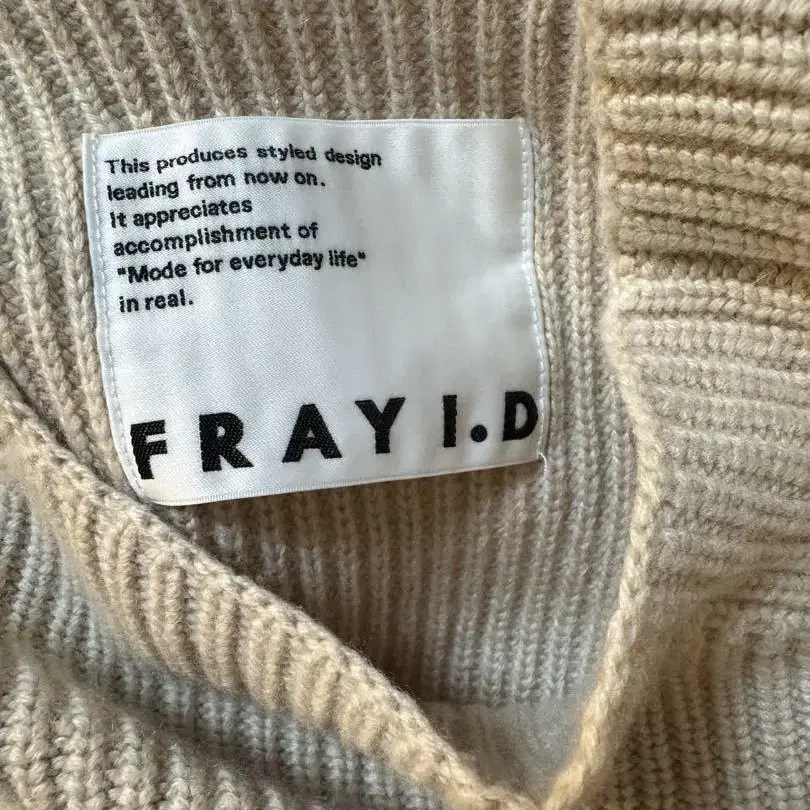 This produces styled design
leading from now on.
It appreciates
accomplishment of
"Mode for everyday life"
in real.
FRAY I.D